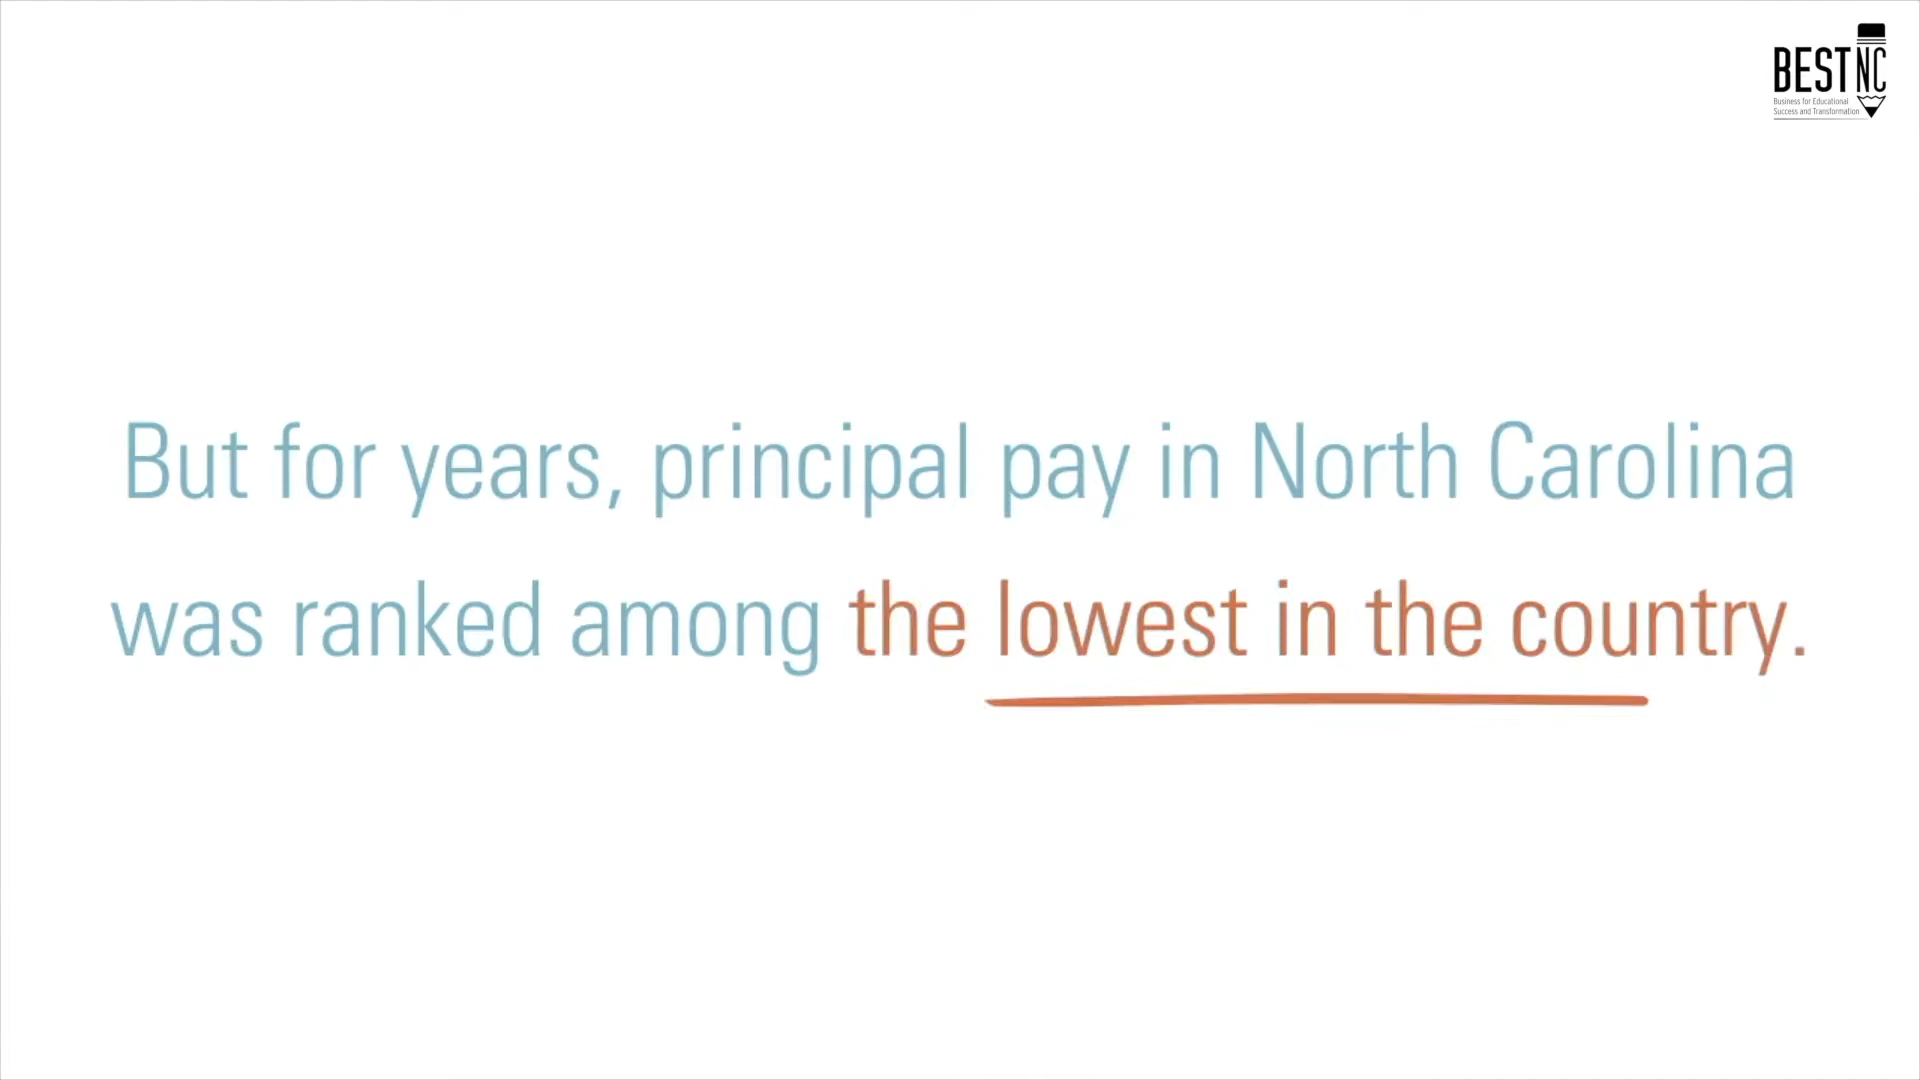 BEST NC
Business for Educational
Success and Transformation
But for years, principal pay in North Carolina
was ranked among the lowest in the country.